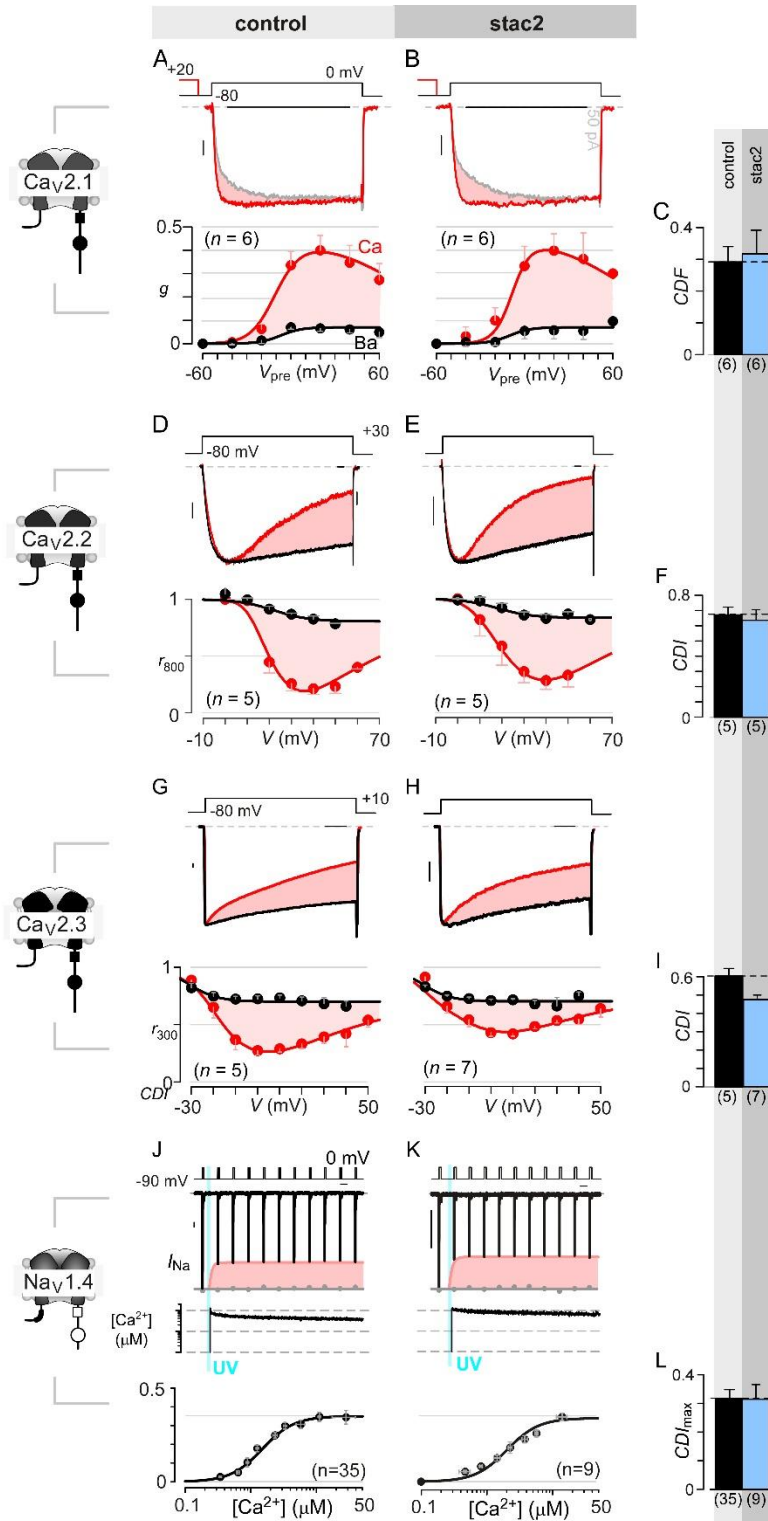 control stac2
A B
+20 -80 0 mV
50 pA
CaV2.1
control stac2
C
0.5 (n = 6) Ca (n = 6)
g
0 Ba
-60 Vpre (mV) 60 -60 Vpre (mV) 60
0.4
CDF
0
(6) (6)
D E
-80 mV +30
CaV2.2
1
r800
(n = 5) (n = 5)
0
-10 V (mV) 70 -10 V (mV) 70
F
0.8
CDI
0
(5) (5)
G H
-80 mV +10
CaV2.3
1
r300
(n = 5) (n = 7)
CDI 0
-30 V (mV) 50 -30 V (mV) 50
I
0.6
CDI
0
(5) (7)
J K
0 mV
-90 mV
NaV1.4
INa
[Ca2+]
(μM)
UV UV
0.5
(n=35) (n=9)
0
0.1 [Ca2+] (μM) 50 0.1 [Ca2+] (μM) 50
L
0.4
CDImax
0
(35) (9)